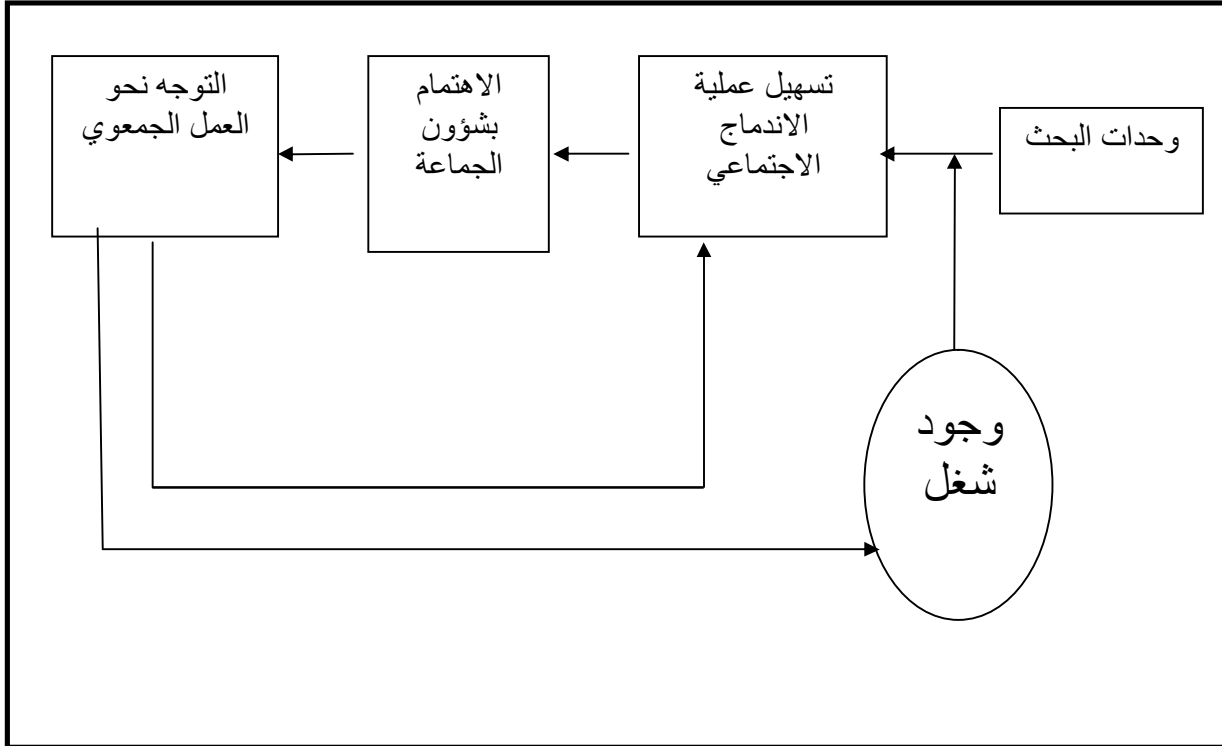 وحدات البحث
تسهيل عملية
الاندماج
الاجتماعي
الاهتمام
بشؤون
الجماعة
التوجه نحو
العمل الجمعوي
وجود
شغل